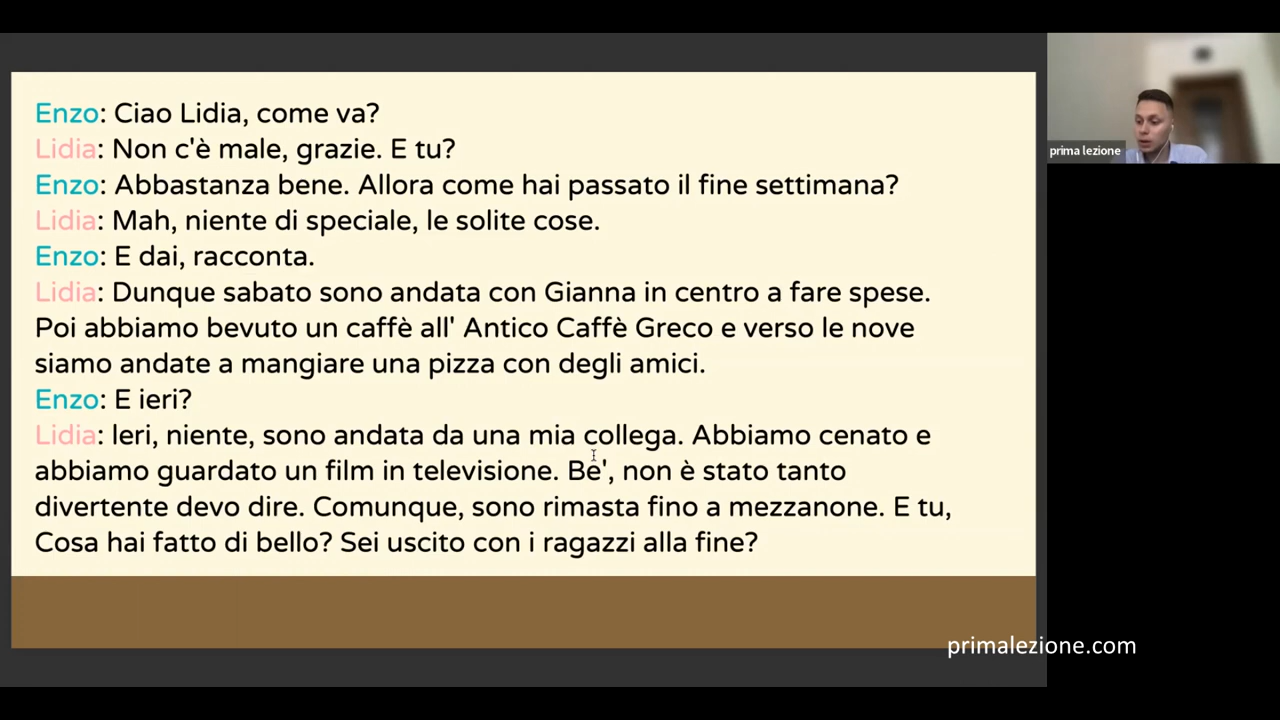 Enzo: Ciao Lidia, come va?
Lidia: Non c'è male, grazie. E tu?
Enzo: Abbastanza bene. Allora come hai passato il fine settimana?
Lidia: Mah, niente di speciale, le solite cose.
Enzo: E dai, racconta.
Lidia: Dunque sabato sono andata con Gianna in centro a fare spese.
Poi abbiamo bevuto un caffè all' Antico Caffè Greco e verso le nove
siamo andate a mangiare una pizza con degli amici.
Enzo: E ieri?
Lidia: Ieri, niente, sono andata da una mia collega. Abbiamo cenato e
abbiamo guardato un film in televisione. Be', non è stato tanto
divertente devo dire. Comunque, sono rimasta fino a mezzanone. E tu,
Cosa hai fatto di bello? Sei uscito con i ragazzi alla fine?
prima lezione
primalezione.com